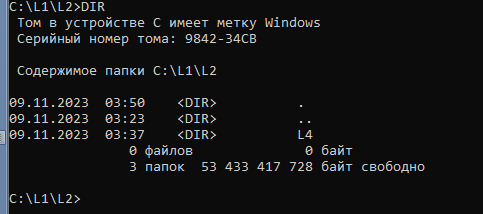 C:\L1\L2>DIR
Том в устройстве C имеет метку Windows
Серийный номер тома: 9842-34CB
Содержимое папки C:\L1\L2
09.11.2023 03:50 <DIR> .
09.11.2023 03:23 <DIR> ..
09.11.2023 03:37 <DIR> L4
0 файлов 0 байт
3 папок 53 433 417 728 байт свободно
C:\L1\L2>